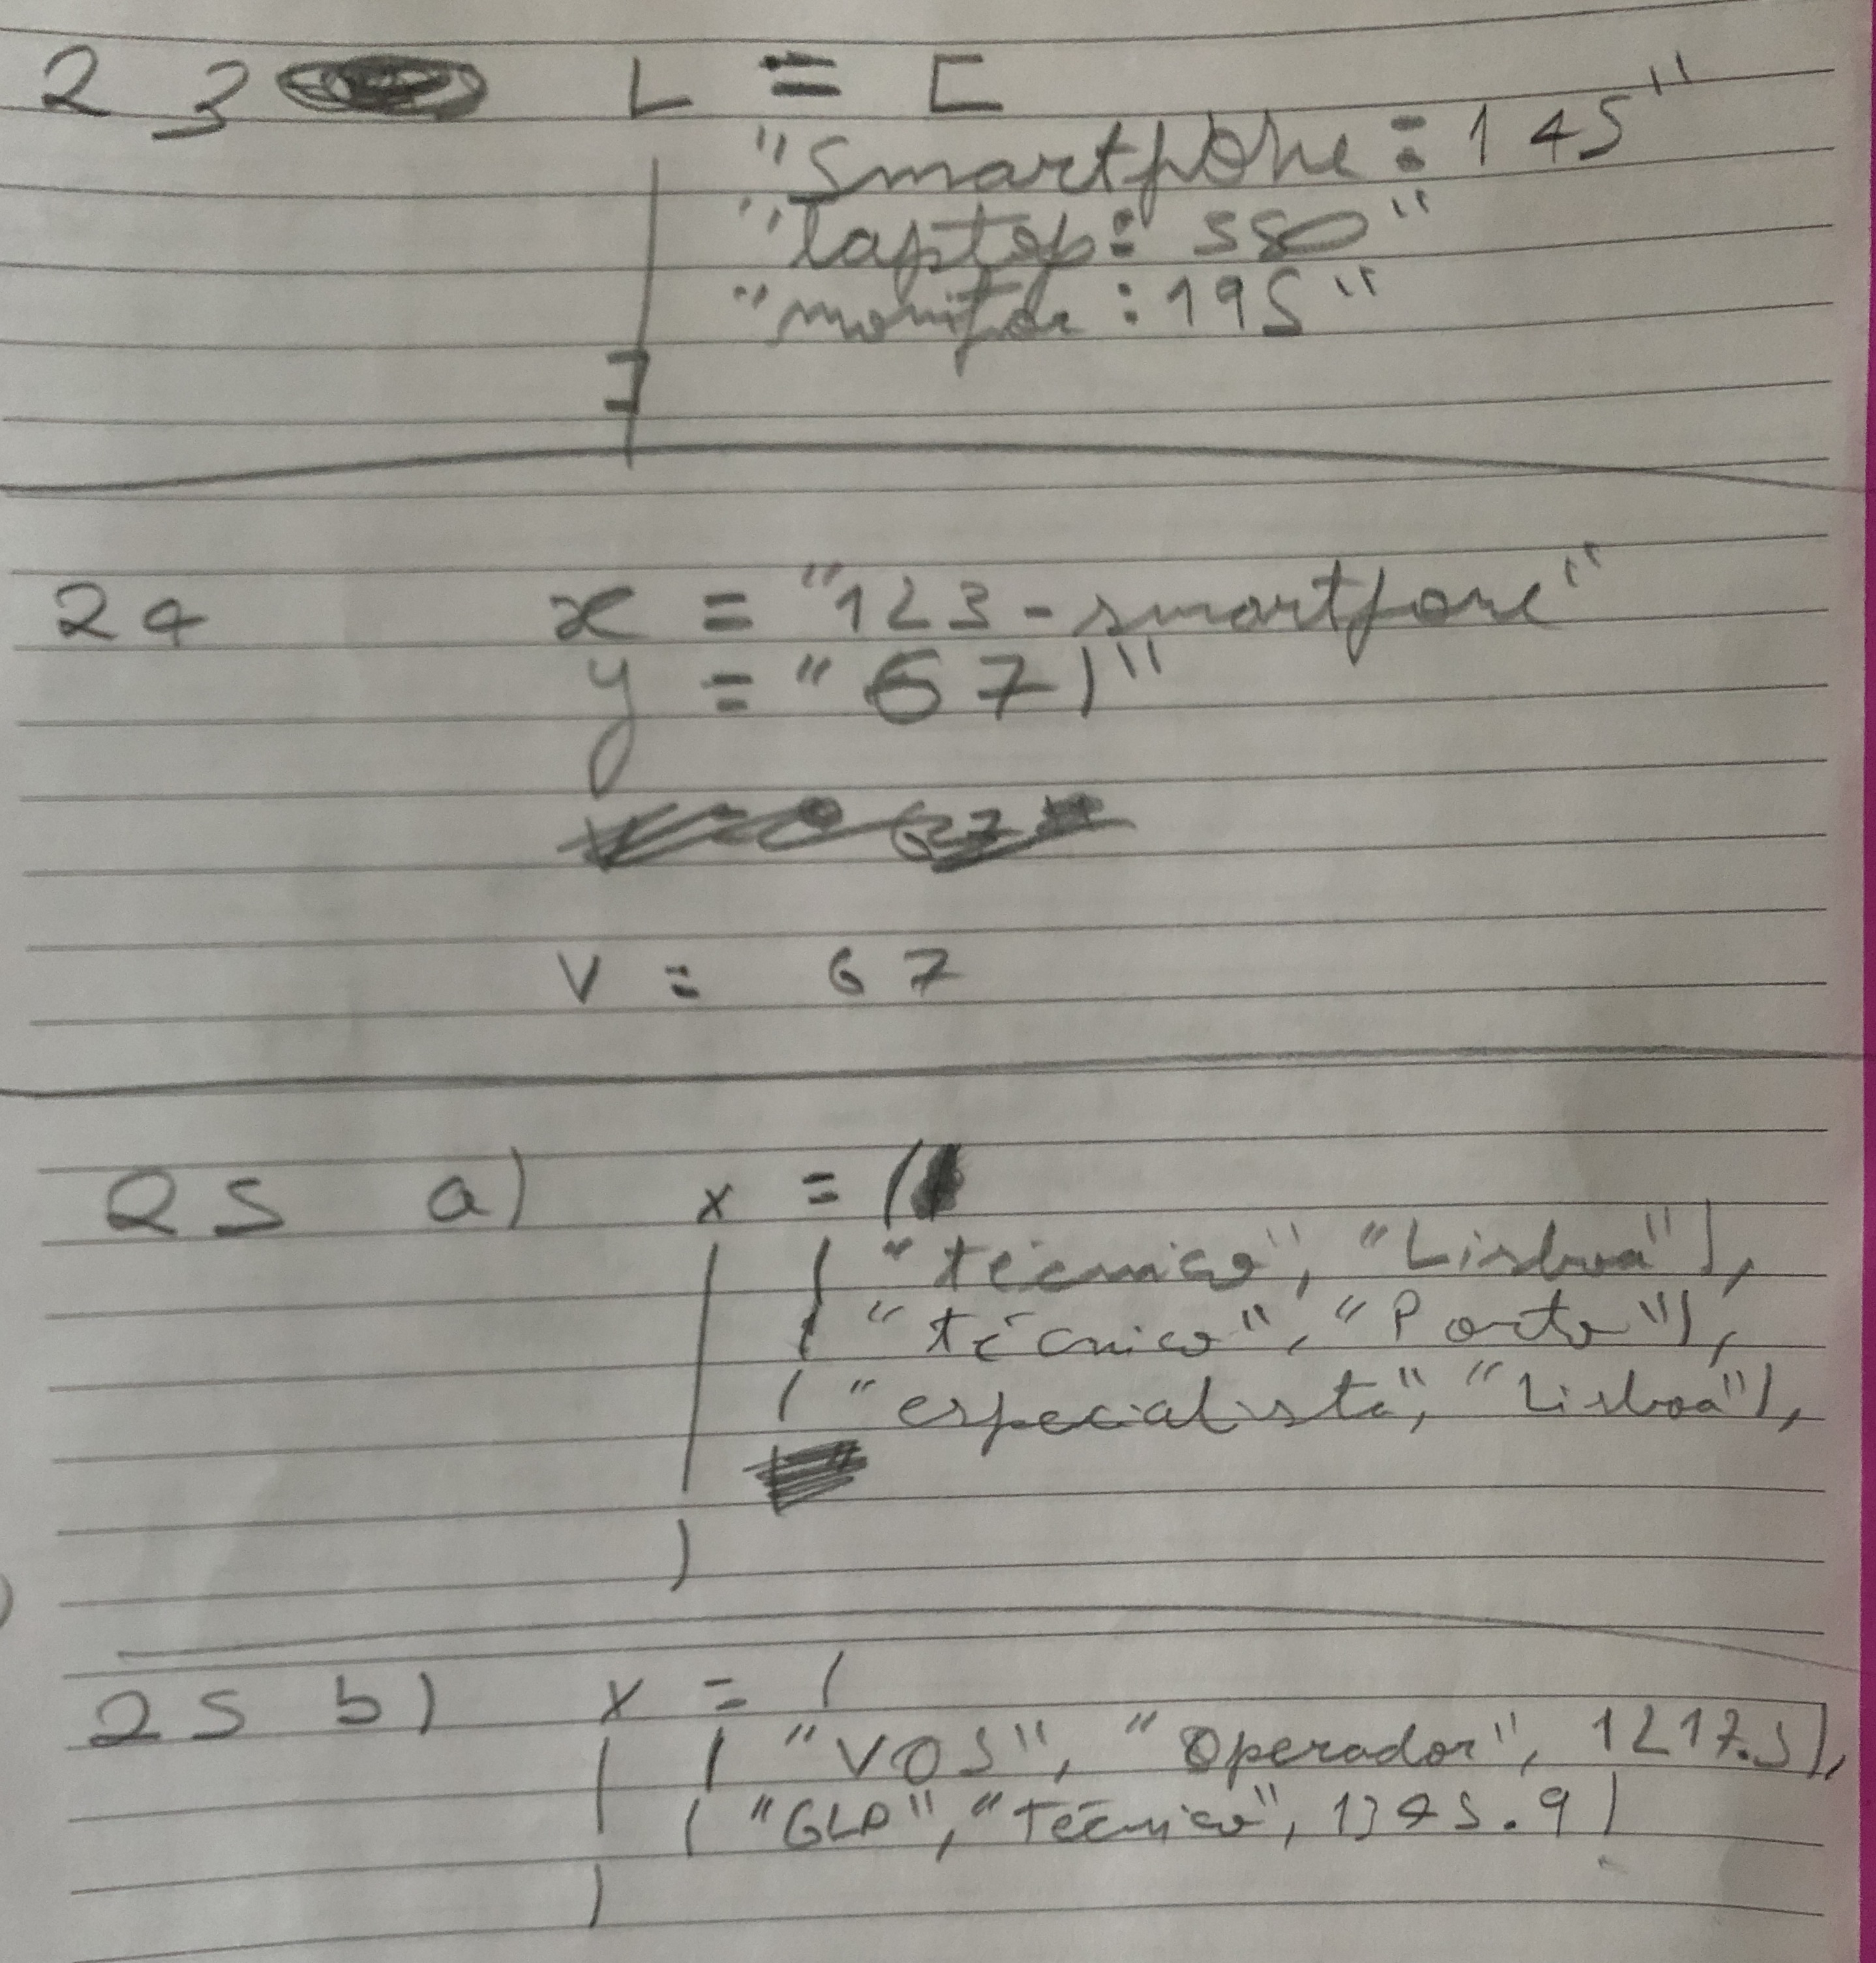 23 L = [
"Smartphone: 145"
"laptop: 550"
"monitor: 195"
]
24 x = "123-smartfone"
y = "671"
v = 67
25 a) x = (
( "técnico", "Lisboa"),
( "técnico", "Porto"),
( "especialista", "Lisboa"),
)
25 b) x = (
( "VOS", "Operador", 1217.5),
( "GLP", "Técnico", 1345.9)
)